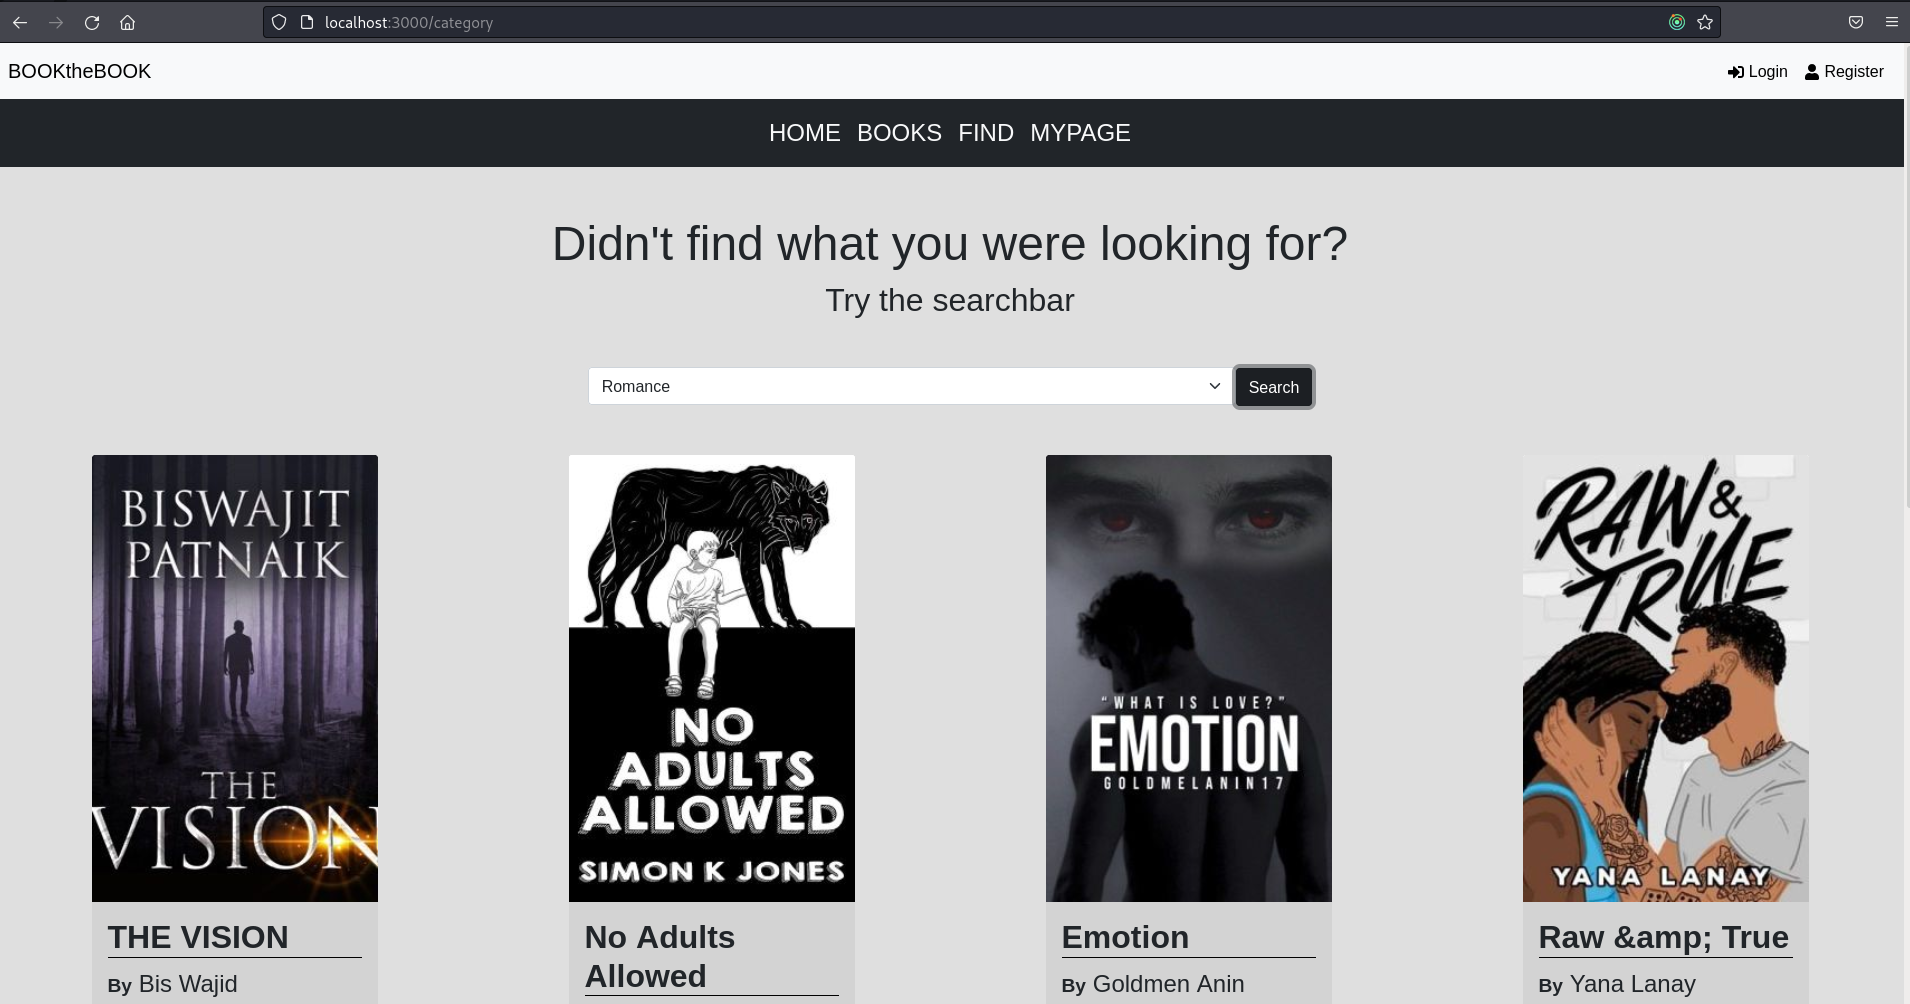 localhost:3000/category
BOOKtheBOOK
Login Register
HOME BOOKS FIND MYPAGE
Didn't find what you were looking for?
Try the searchbar
Romance
Search
BISWAJIT
PATNAIK
THE
VISION
THE VISION
By Bis Wajid
NO
ADULTS
ALLOWED
SIMON K JONES
No Adults
Allowed
"WHAT IS LOVE?"
EMOTION
GOLDMELANIN17
Emotion
By Goldmen Anin
RAW &
TRUE
YANA LANAY
Raw &amp;amp; True
By Yana Lanay